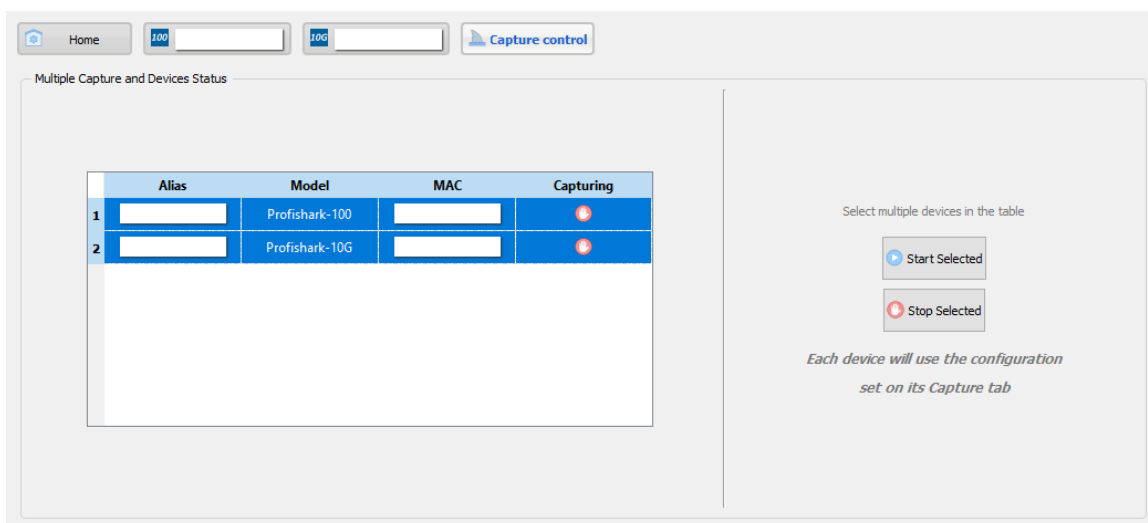 Home 100 10G Capture control
Multiple Capture and Devices Status
Alias Model MAC Capturing
1 Profishark-100
2 Profishark-10G
Select multiple devices in the table
Start Selected
Stop Selected
Each device will use the configuration
set on its Capture tab